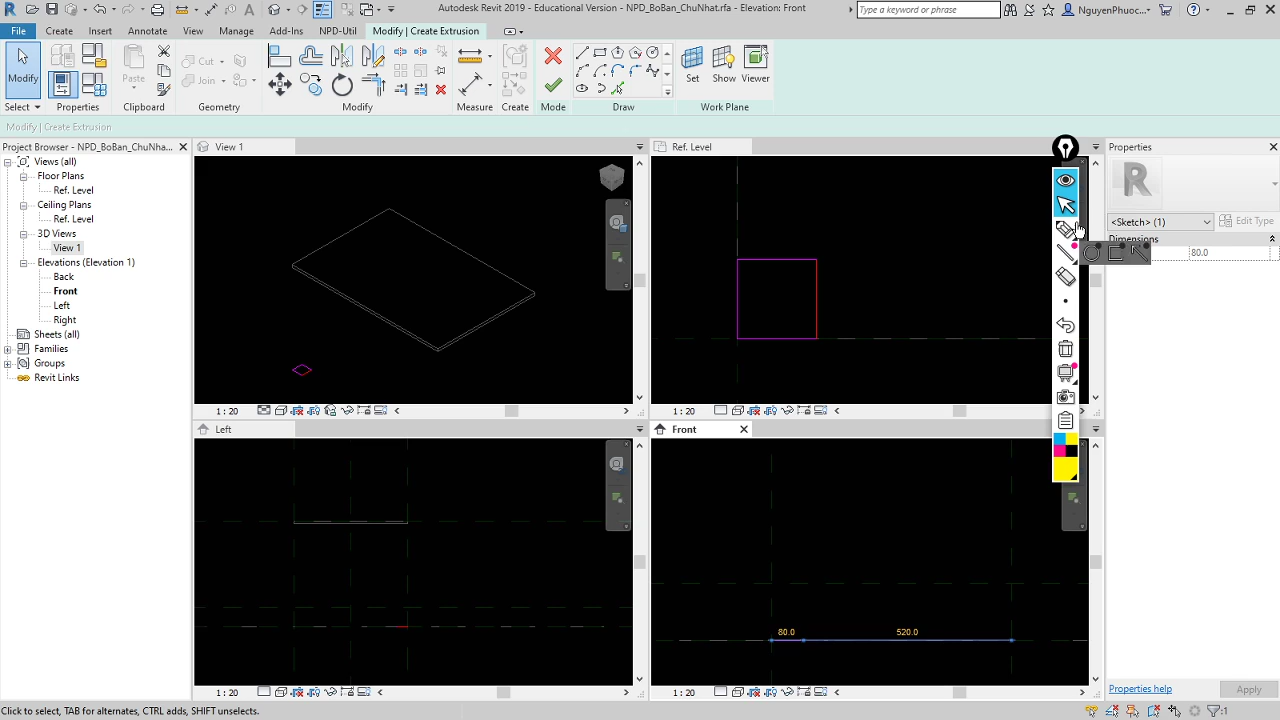 Autodesk Revit 2019 - Educational Version - NPD_BoBan_ChuNhat.rfa - Elevation: Front
Type a keyword or phrase
NguyenPhuoc...
File Create Insert Annotate View Manage Add-Ins NPD-Util Modify | Create Extrusion
Modify
Paste
Cut
Join
Set
Show
Viewer
Select
Properties
Clipboard
Geometry
Modify
Measure
Create
Mode
Draw
Work Plane
Modify | Create Extrusion
Project Browser - NPD_BoBan_ChuNha...
View 1
Ref. Level
Properties
Views (all)
Floor Plans
Ref. Level
Ceiling Plans
Ref. Level
3D Views
View 1
Elevations (Elevation 1)
Back
Front
Left
Right
Sheets (all)
Families
Groups
Revit Links
<Sketch> (1)
Edit Type
Dimensions
80.0
1 : 20
1 : 20
Left
Front
80.0
520.0
1 : 20
1 : 20
Properties help
Apply
Click to select, TAB for alternates, CTRL adds, SHIFT unselects.
:1